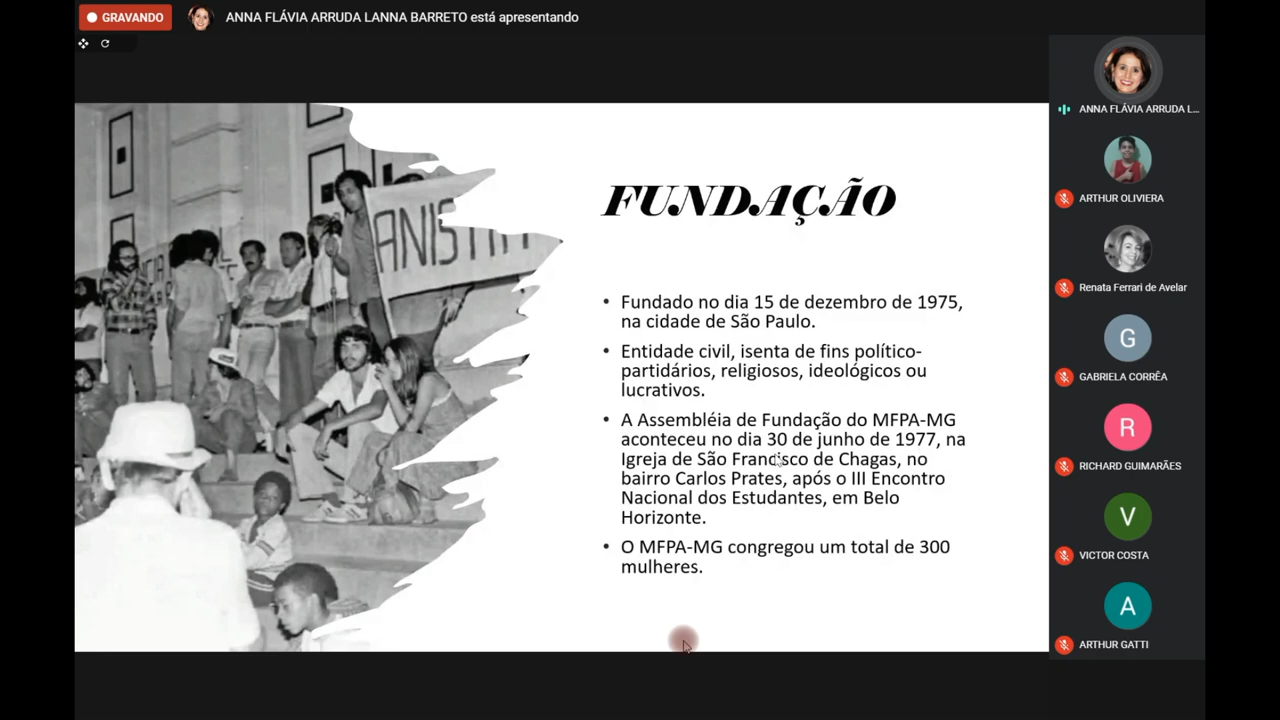 GRAVANDO
ANNA FLÁVIA ARRUDA LANNA BARRETO está apresentando
ANISTIA
FUNDAÇÃO
• Fundado no dia 15 de dezembro de 1975,
na cidade de São Paulo.
• Entidade civil, isenta de fins político-
partidários, religiosos, ideológicos ou
lucrativos.
• A Assembléia de Fundação do MFPA-MG
aconteceu no dia 30 de junho de 1977, na
Igreja de São Francisco de Chagas, no
bairro Carlos Prates, após o III Encontro
Nacional dos Estudantes, em Belo
Horizonte.
• O MFPA-MG congregou um total de 300
mulheres.
ANNA FLÁVIA ARRUDA L...
ARTHUR OLIVIERA
Renata Ferrari de Avelar
G
GABRIELA CORRÊA
R
RICHARD GUIMARÃES
V
VICTOR COSTA
A
ARTHUR GATTI